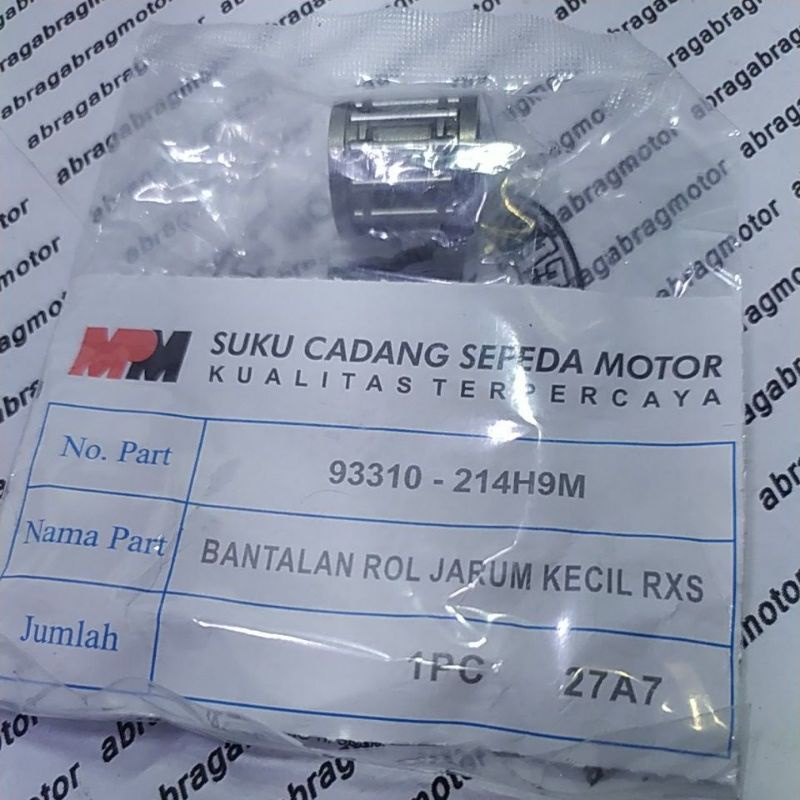 abragabragmotor
MPM
SUKU CADANG SEPEDA MOTOR
KUALITAS TERPERCAYA
No. Part
93310 - 214H9M
Nama Part
BANTALAN ROL JARUM KECIL RXS
Jumlah
1PC 27A7